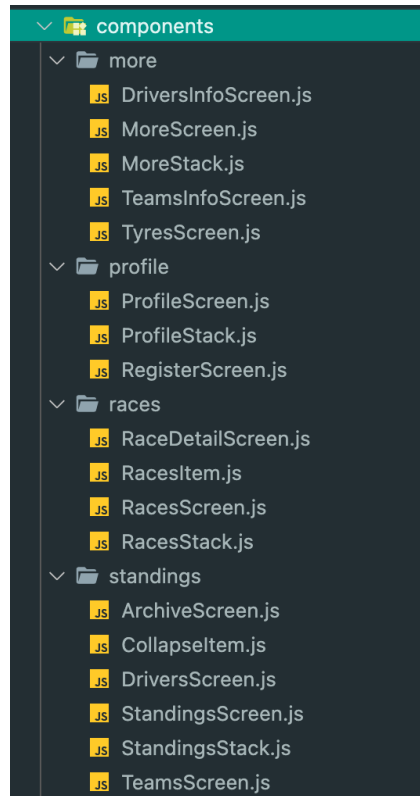 components
more
JS DriversInfoScreen.js
JS MoreScreen.js
JS MoreStack.js
JS TeamsInfoScreen.js
JS TyresScreen.js
profile
JS ProfileScreen.js
JS ProfileStack.js
JS RegisterScreen.js
races
JS RaceDetailScreen.js
JS RacesItem.js
JS RacesScreen.js
JS RacesStack.js
standings
JS ArchiveScreen.js
JS CollapseItem.js
JS DriversScreen.js
JS StandingsScreen.js
JS StandingsStack.js
JS TeamsScreen.js